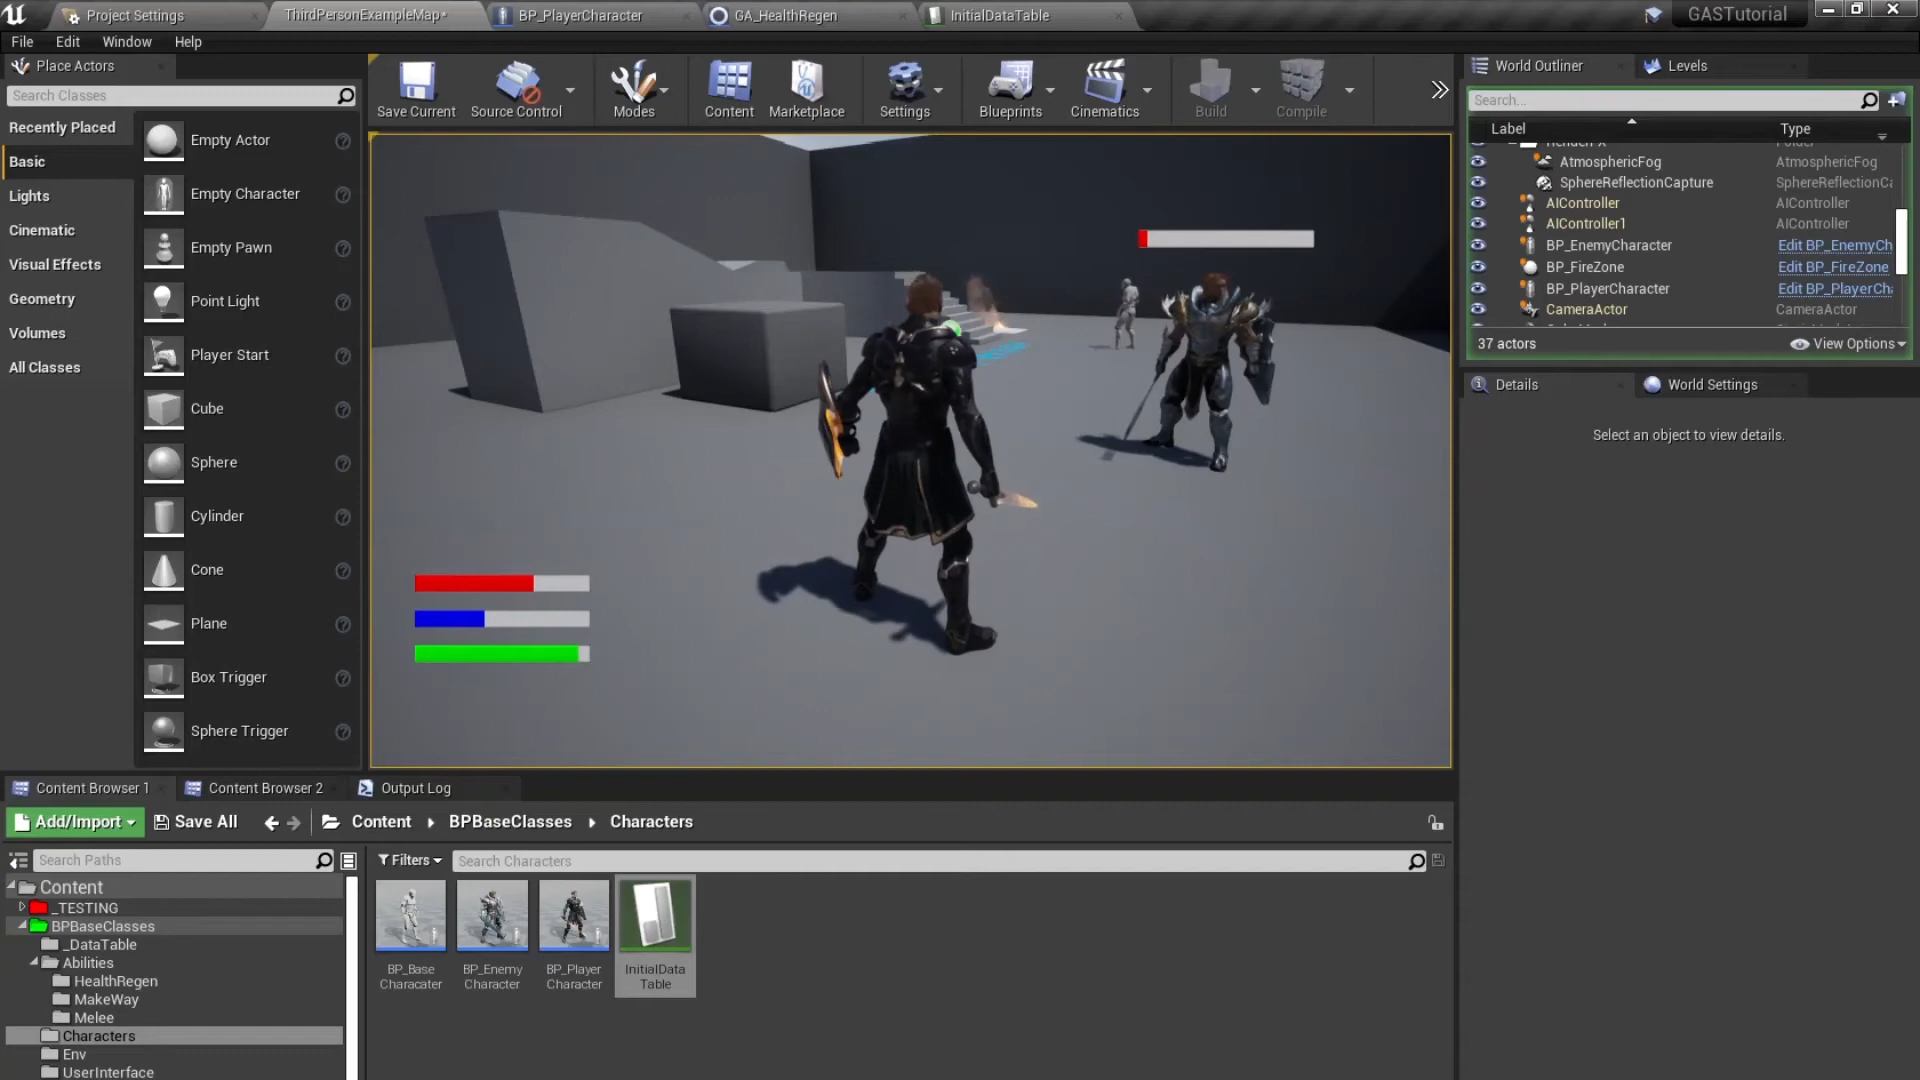 Project Settings
ThirdPersonExampleMap*
BP_PlayerCharacter
GA_HealthRegen
InitialDataTable
GASTutorial
File
Edit
Window
Help
Place Actors
Search Classes
Recently Placed
Basic
Lights
Cinematic
Visual Effects
Geometry
Volumes
All Classes
Empty Actor
Empty Character
Empty Pawn
Point Light
Player Start
Cube
Sphere
Cylinder
Cone
Plane
Box Trigger
Sphere Trigger
Save Current
Source Control
Modes
Content
Marketplace
Settings
Blueprints
Cinematics
Build
Compile
World Outliner
Levels
Search...
Label
Type
AtmosphericFog
AtmosphericFog
SphereReflectionCapture
SphereReflectionCa
AIController
AIController
AIController1
AIController
BP_EnemyCharacter
Edit BP_EnemyCh
BP_FireZone
Edit BP_FireZone
BP_PlayerCharacter
Edit BP_PlayerCha
CameraActor
CameraActor
37 actors
View Options
Details
World Settings
Select an object to view details.
Content Browser 1
Content Browser 2
Output Log
Add/Import
Save All
Content
BPBaseClasses
Characters
Search Paths
Filters
Search Characters
Content
_TESTING
BPBaseClasses
_DataTable
Abilities
HealthRegen
MakeWay
Melee
Characters
Env
UserInterface
BP_Base
Characater
BP_Enemy
Character
BP_Player
Character
InitialData
Table